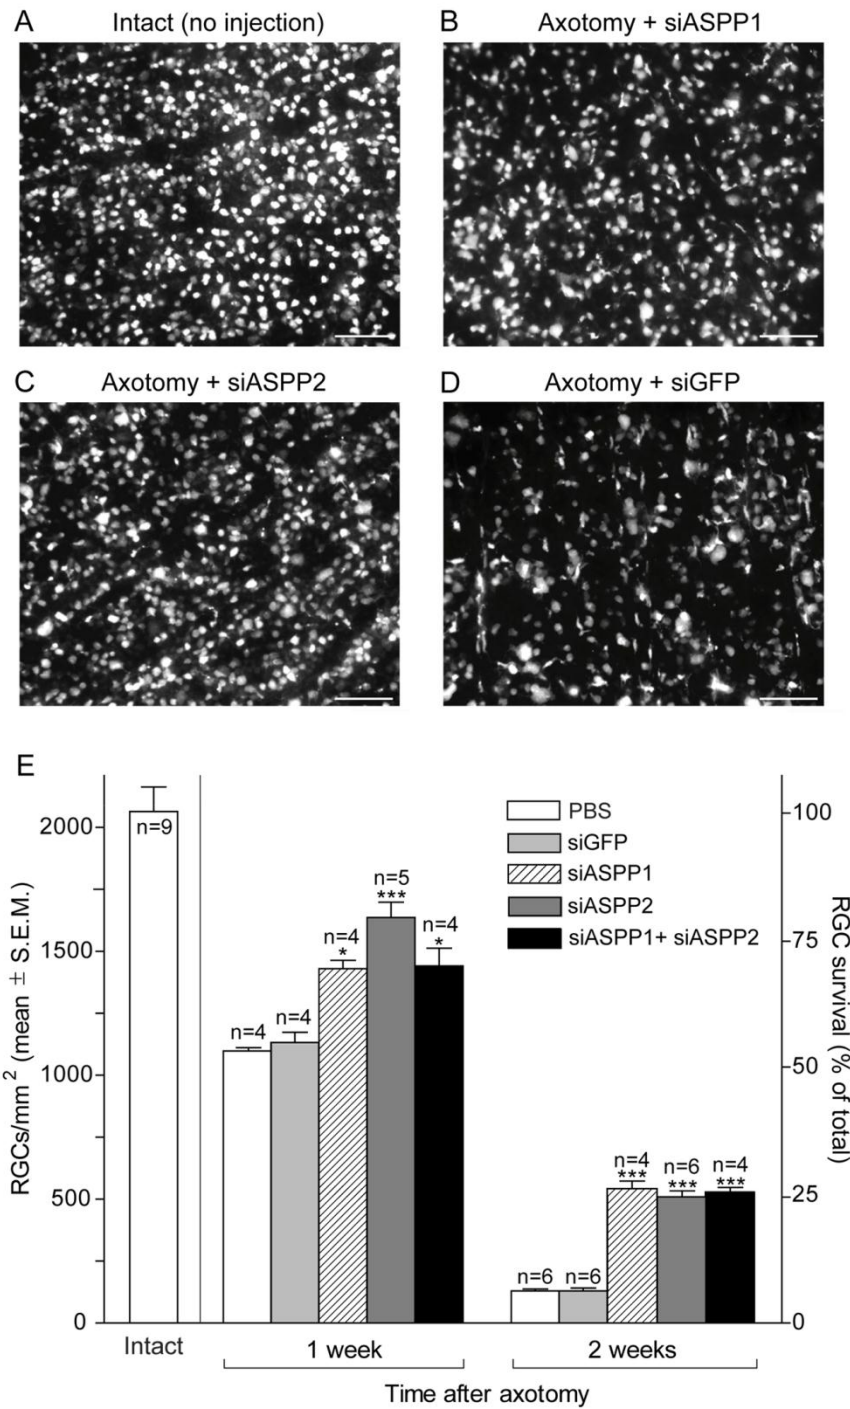 A Intact (no injection)
B Axotomy + siASPP1
C Axotomy + siASPP2
D Axotomy + siGFP
E
RGCs/mm2 (mean ± S.E.M.)
2000
1500
1000
500
0
n=9
n=4
n=4
n=4
*
n=5
***
n=4
*
n=6
n=6
n=4
***
n=6
***
n=4
***
PBS
siGFP
siASPP1
siASPP2
siASPP1+ siASPP2
100
75
50
25
0
RGC survival (% of total)
Intact
1 week
2 weeks
Time after axotomy